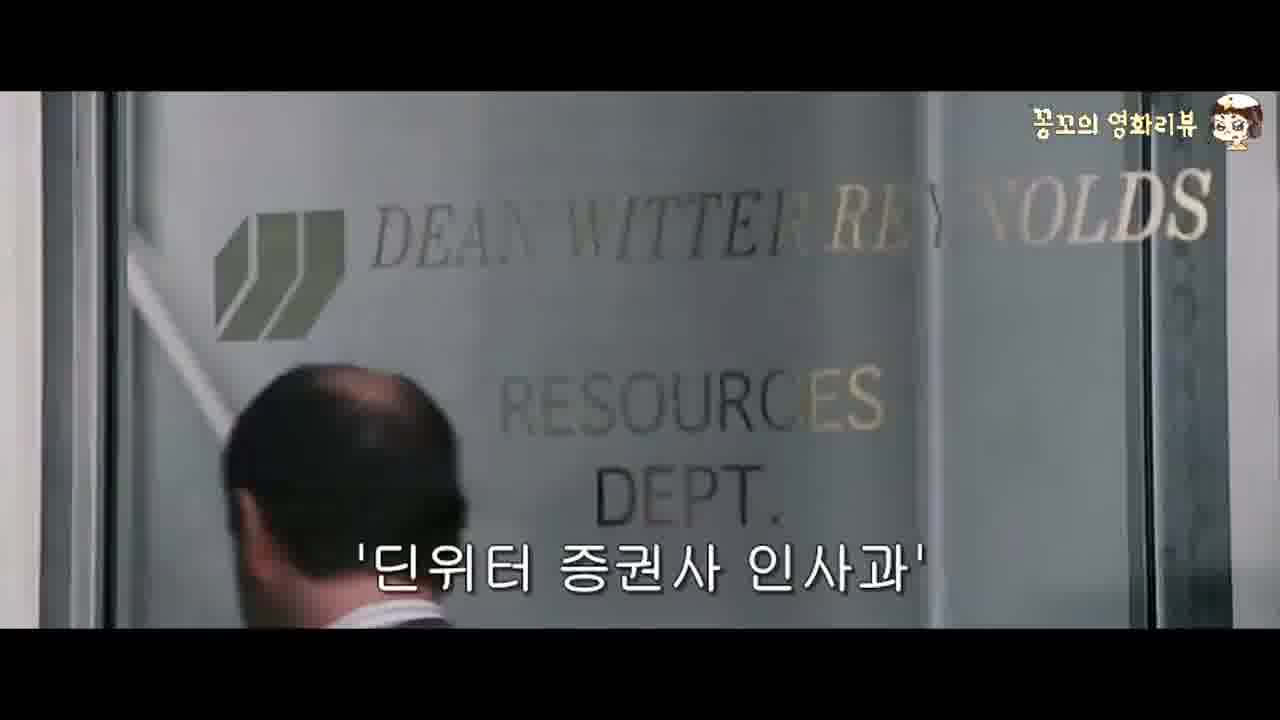 꽁꼬의 영화리뷰
DEAN WITTER REYNOLDS
RESOURCES
DEPT.
'딘위터 증권사 인사과'